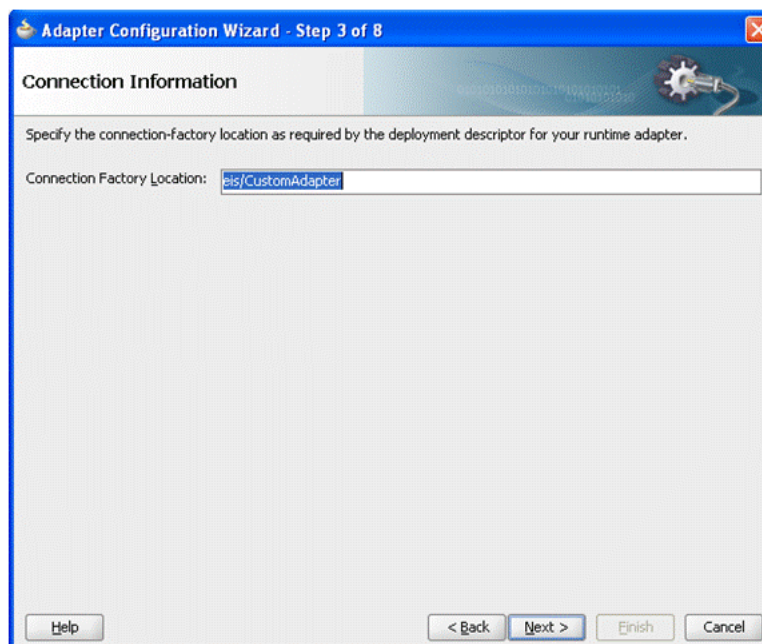 Adapter Configuration Wizard - Step 3 of 8
Connection Information
Specify the connection-factory location as required by the deployment descriptor for your runtime adapter.
Connection Factory Location: eis/CustomAdapter
Help < Back Next > Finish Cancel